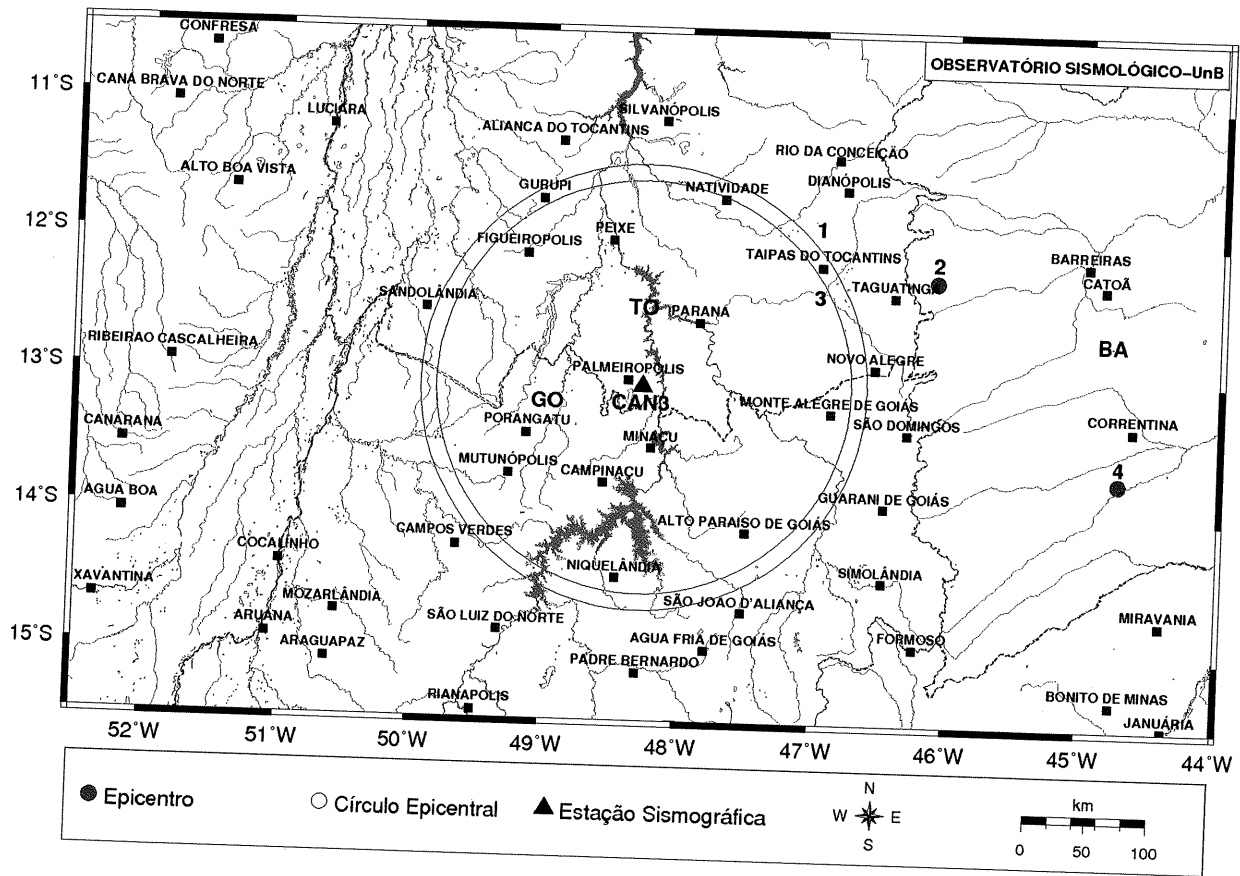 CONFRESA
OBSERVATÓRIO SISMOLÓGICO-UnB
11°S
CANA BRAVA DO NORTE
LUCIARA
SILVANÓPOLIS
ALIANCA DO TOCANTINS
RIO DA CONCEIÇÃO
ALTO BOA VISTA
GURUPI
NATIVIDADE
DIANÓPOLIS
12°S
PEIXE
1
FIGUEIROPOLIS
TAIPAS DO TOCANTINS
2
BARREIRAS
SANDOLÂNDIA
TO
PARANÃ
3
TAGUATINGA
CATOÃ
RIBEIRAO CASCALHEIRA
BA
13°S
PALMEIROPOLIS
NOVO ALEGRE
GO
CAN3
MONTE ALEGRE DE GOIÁS
CANARANA
PORANGATU
SÃO DOMINGOS
CORRENTINA
MINAÇU
MUTUNÓPOLIS
CAMPINAÇU
4
14°S
AGUA BOA
GUARANI DE GOIÁS
CAMPOS VERDES
ALTO PARAISO DE GOIÁS
COCALINHO
XAVANTINA
NIQUELÂNDIA
SIMOLÂNDIA
MOZARLÂNDIA
SÃO JOAO D'ALIANÇA
15°S
ARUANA
SÃO LUIZ DO NORTE
MIRAVANIA
ARAGUAPAZ
AGUA FRIA DE GOIÁS
FORMOSO
PADRE BERNARDO
RIANAPOLIS
BONITO DE MINAS
JANUÁRIA
52°W
51°W
50°W
49°W
48°W
47°W
46°W
45°W
44°W
Epicentro
Círculo Epicentral
Estação Sismográfica
N
W
E
S
km
0
50
100